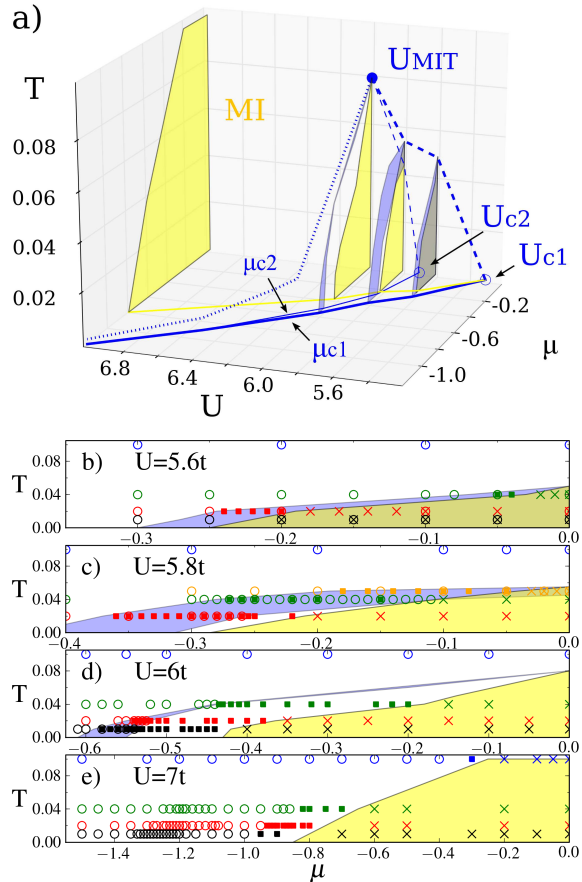 a)
T
UMIT
MI
0.08
0.06
0.04
0.02
μc2
μc1
Uc2
Uc1
-0.2
-0.6
-1.0
μ
6.8
6.4
6.0
5.6
U
b) U=5.6t
T
0.08
0.04
0.00
-0.3 -0.2 -0.1 0.0
c) U=5.8t
T
0.08
0.04
0.00
-0.4 -0.3 -0.2 -0.1 0.0
d) U=6t
T
0.08
0.04
0.00
-0.6 -0.5 -0.4 -0.3 -0.2 -0.1 0.0
e) U=7t
T
0.08
0.04
0.00
-1.4 -1.2 -1.0 -0.8 -0.6 -0.4 -0.2 0.0
μ